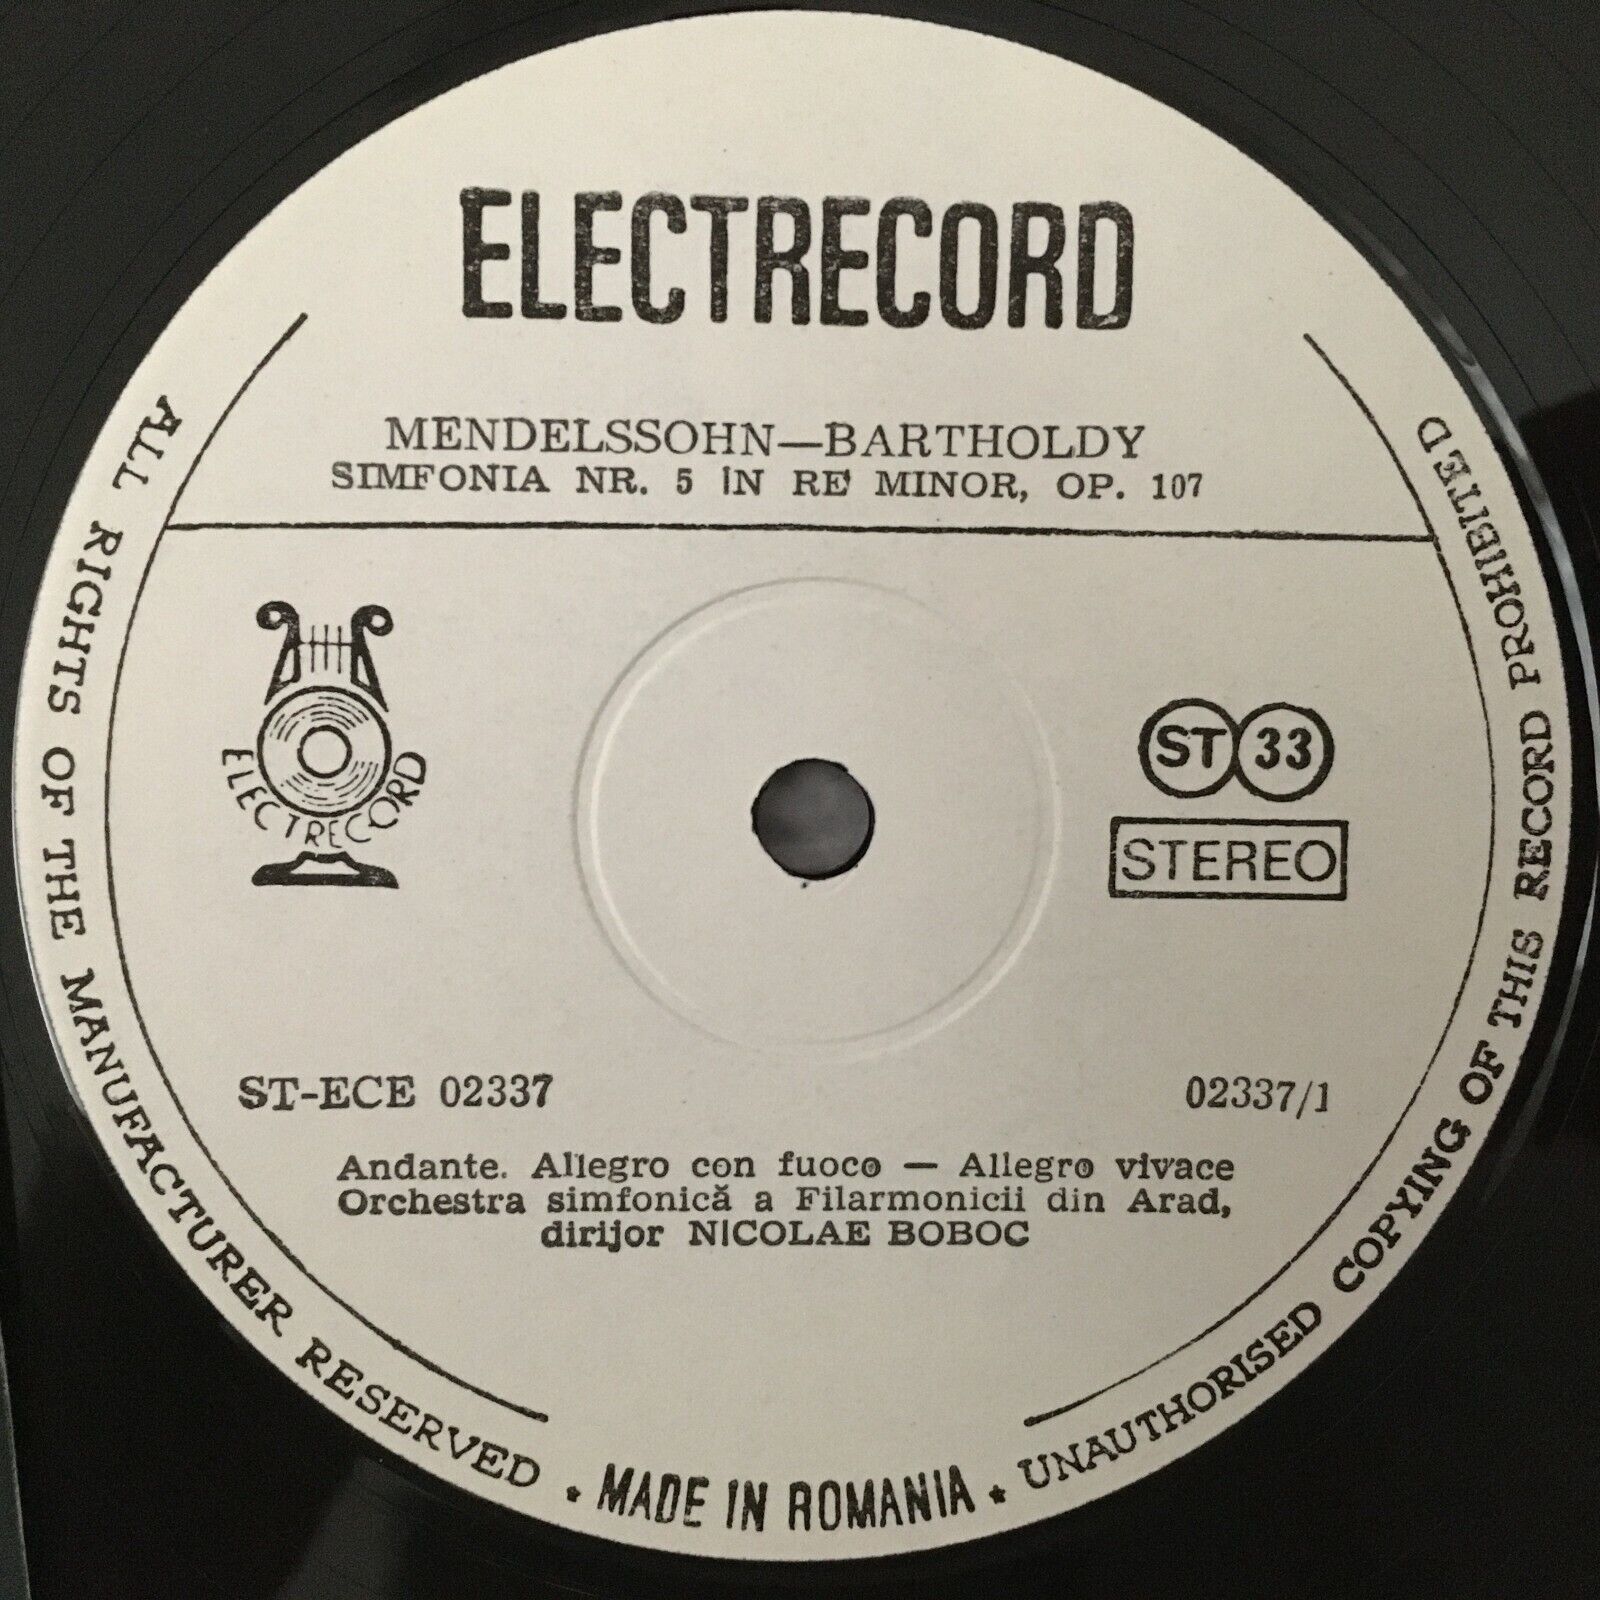 ELECTRECORD
MENDELSSOHN—BARTHOLDY
SIMFONIA NR. 5 IN RE MINOR, OP. 107
ELECTRECORD
ST 33
STEREO
ST-ECE 02337
02337/1
Andante. Allegro con fuoco — Allegro vivace
Orchestra simfonică a Filarmonicii din Arad,
dirijor NICOLAE BOBOC
ALL RIGHTS OF THE MANUFACTURER RESERVED * MADE IN ROMANIA * UNAUTHORISED COPYING OF THIS RECORD PROHIBITED